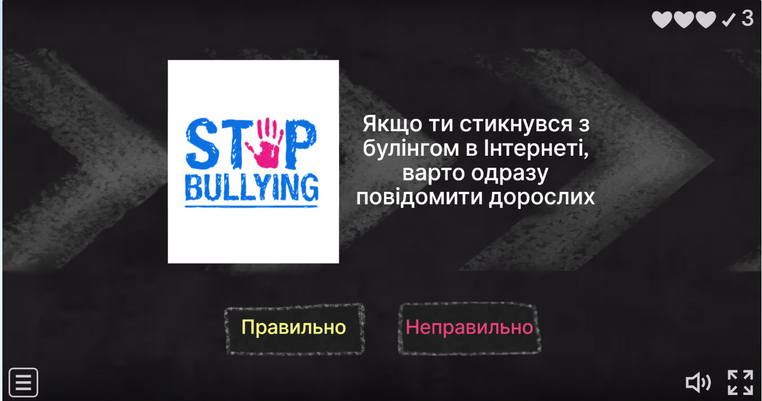 3
STOP
BULLYING
Якщо ти стикнувся з
булінгом в Інтернеті,
варто одразу
повідомити дорослих
Правильно
Неправильно